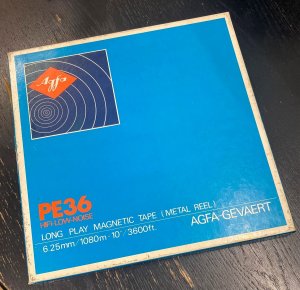 Agfa
PE36
HIFI-LOW-NOISE
LONG PLAY MAGNETIC TAPE (METAL REEL)
6.25mm/1080m-10"/3600ft.
AGFA-GEVAERT